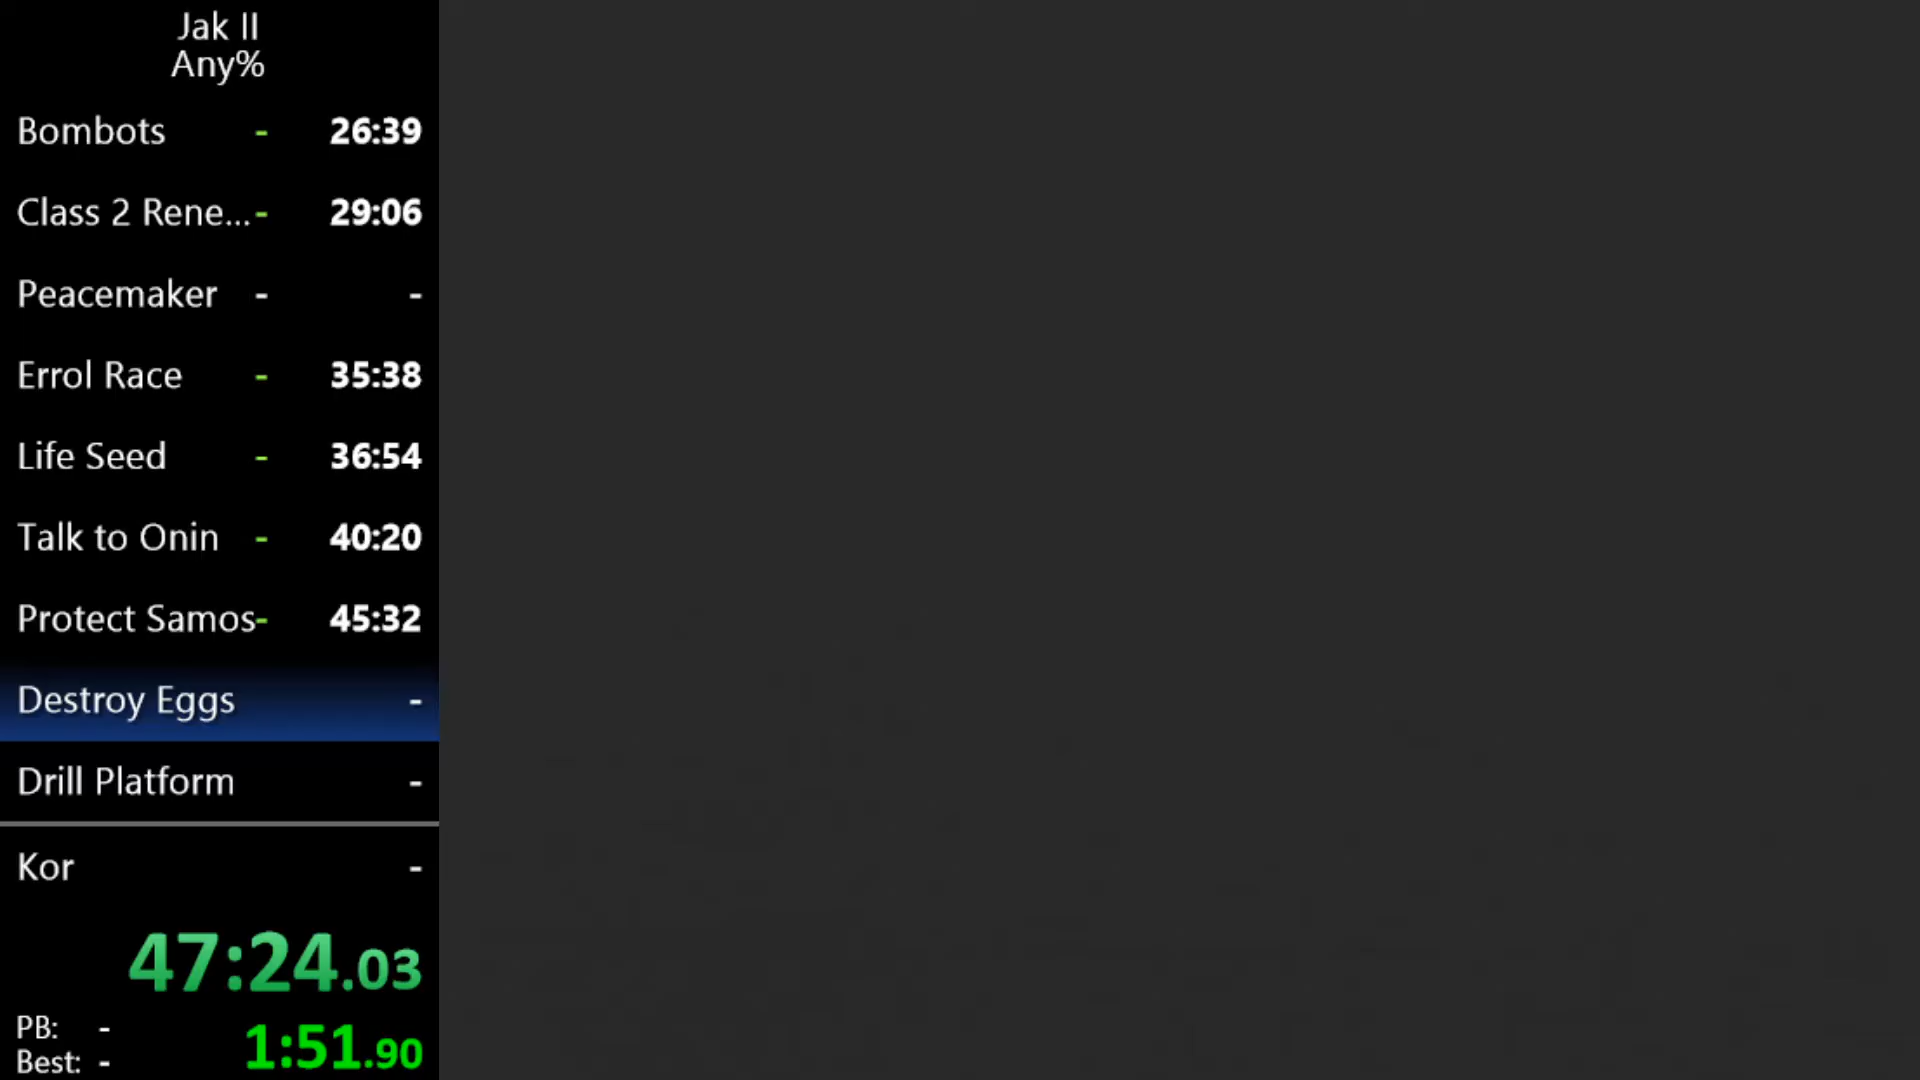 Jak II
Any%
Bombots - 26:39
Class 2 Rene... - 29:06
Peacemaker - -
Errol Race - 35:38
Life Seed - 36:54
Talk to Onin - 40:20
Protect Samos - 45:32
Destroy Eggs -
Drill Platform -
Kor -
47:24.03
PB: -
Best: - 1:51.90